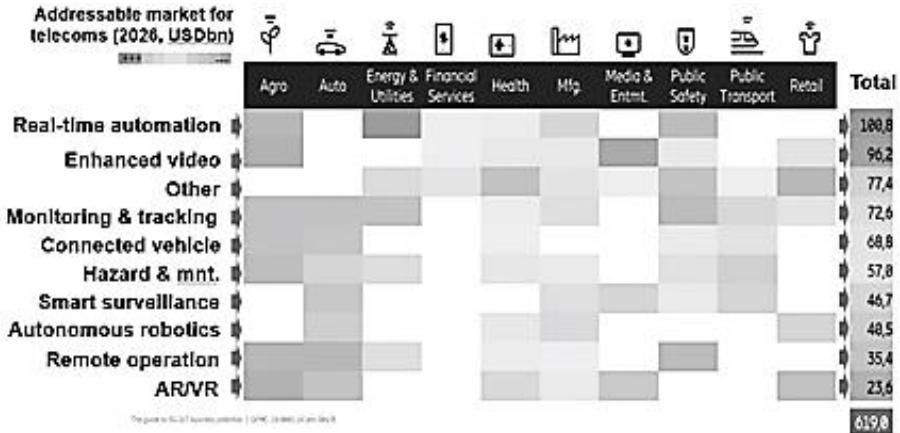 Addressable market for
telecoms (2026, USDbn)
Agro Auto Energy & Utilities Financial Services Health Mfg. Media & Entmt. Public Safety Public Transport Retail Total
Real-time automation 100,8
Enhanced video 96,2
Other 77,4
Monitoring & tracking 72,6
Connected vehicle 68,8
Hazard & mnt. 57,0
Smart surveillance 46,7
Autonomous robotics 40,5
Remote operation 35,4
AR/VR 23,6
619,0